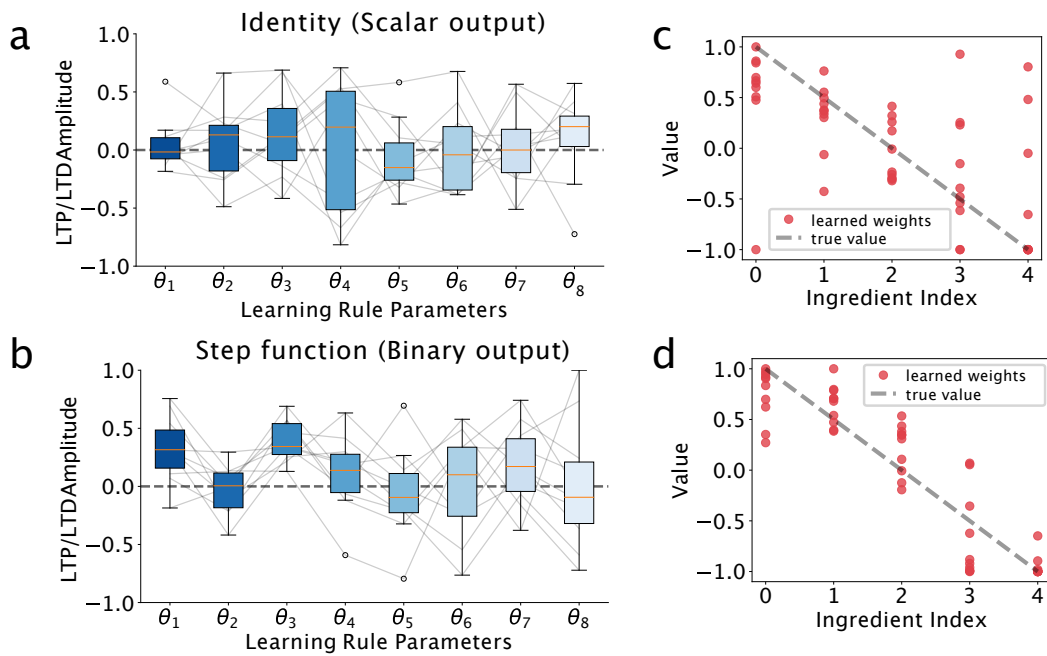 a
Identity (Scalar output)
LTP/LTDAmplitude
1.0
0.5
0.0
−0.5
−1.0
θ1 θ2 θ3 θ4 θ5 θ6 θ7 θ8
Learning Rule Parameters
c
Value
1.0
0.5
0.0
−0.5
−1.0
learned weights
true value
0 1 2 3 4
Ingredient Index
b
Step function (Binary output)
LTP/LTDAmplitude
1.0
0.5
0.0
0.5
−1.0
θ1 θ2 θ3 θ4 θ5 θ6 θ7 θ8
Learning Rule Parameters
d
Value
1.0
0.5
0.0
−0.5
−1.0
learned weights
true value
0 1 2 3 4
Ingredient Index